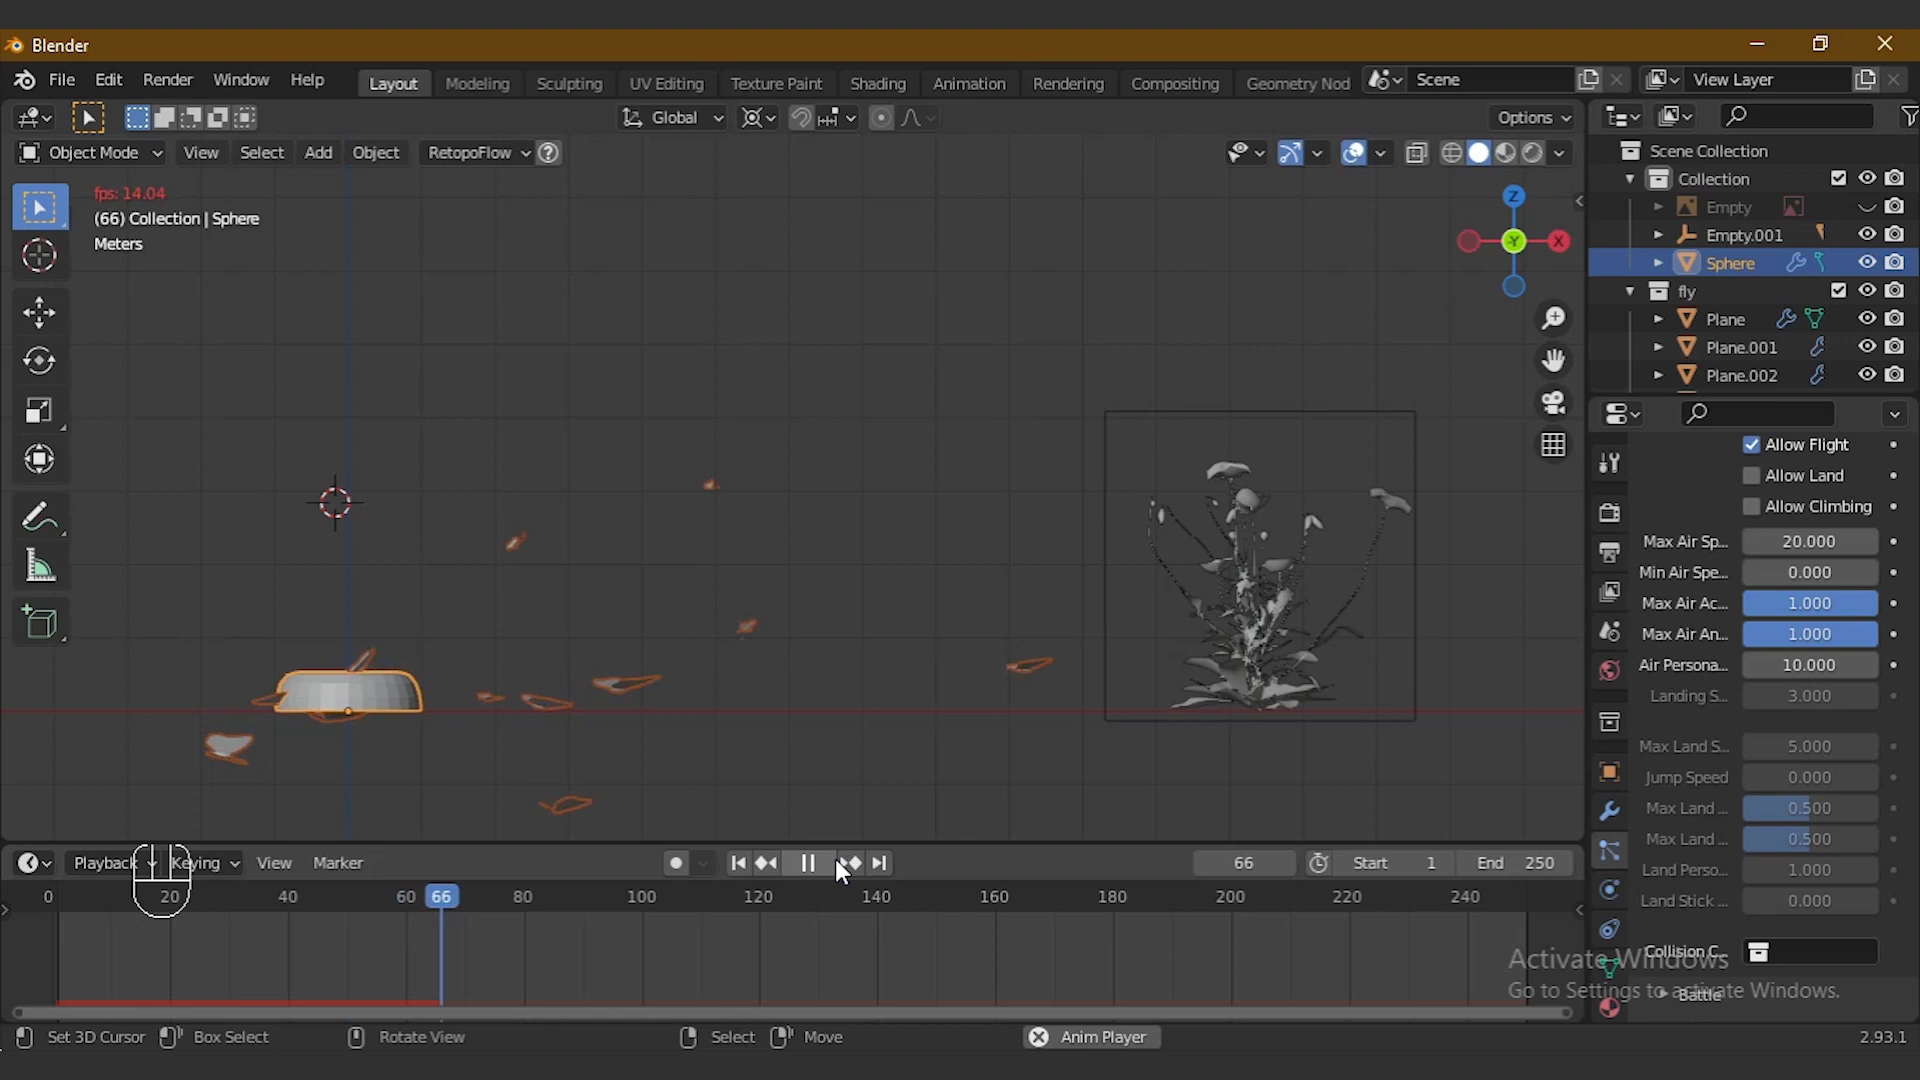 Blender
File Edit Render Window Help Layout Modeling Sculpting UV Editing Texture Paint Shading Animation Rendering Compositing Geometry Nod Scene View Layer
Global Options
Object Mode View Select Add Object RetopoFlow ?
fps: 14.04
(66) Collection | Sphere
Meters
Z
Y
X
Scene Collection
Collection
Empty
Empty.001
Sphere
fly
Plane
Plane.001
Plane.002
Allow Flight
Allow Land
Allow Climbing
Max Air Sp... 20.000
Min Air Spe... 0.000
Max Air Ac... 1.000
Max Air An... 1.000
Air Persona... 10.000
Landing S... 3.000
Max Land S... 5.000
Jump Speed 0.000
Max Land ... 0.500
Max Land ... 0.500
Land Perso... 1.000
Land Stick ... 0.000
Collision C...
Battle
Activate Windows
Go to Settings to activate Windows.
Playback Keying View Marker 66 Start 1 End 250
0 20 40 60 66 80 100 120 140 160 180 200 220 240
Set 3D Cursor Box Select Rotate View Select Move Anim Player 2.93.1